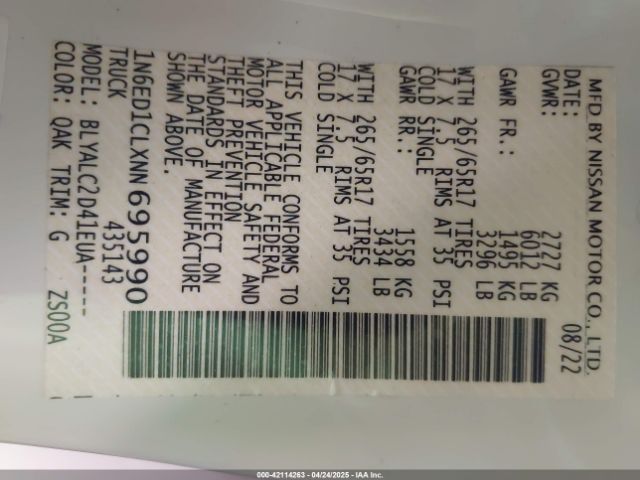 MFD BY NISSAN MOTOR CO., LTD.
DATE: 08/22
GVWR: 2727 KG
6012 LB
GAWR FR.: 1495 KG
3296 LB
WITH 265/65R17 TIRES
17 X 7.5 RIMS AT 35 PSI
COLD SINGLE
GAWR RR.: 1558 KG
3434 LB
WITH 265/65R17 TIRES
17 X 7.5 RIMS AT 35 PSI
COLD SINGLE
THIS VEHICLE CONFORMS TO
ALL APPLICABLE FEDERAL
MOTOR VEHICLE SAFETY AND
THEFT PREVENTION
STANDARDS IN EFFECT ON
THE DATE OF MANUFACTURE
SHOWN ABOVE.
1N6ED1CLXNN695990
TRUCK 435143
MODEL: BLYALC2D41EUA-----
COLOR: QAK TRIM: G ZS00A
000-42114263 - 04/24/2025 - IAA Inc.